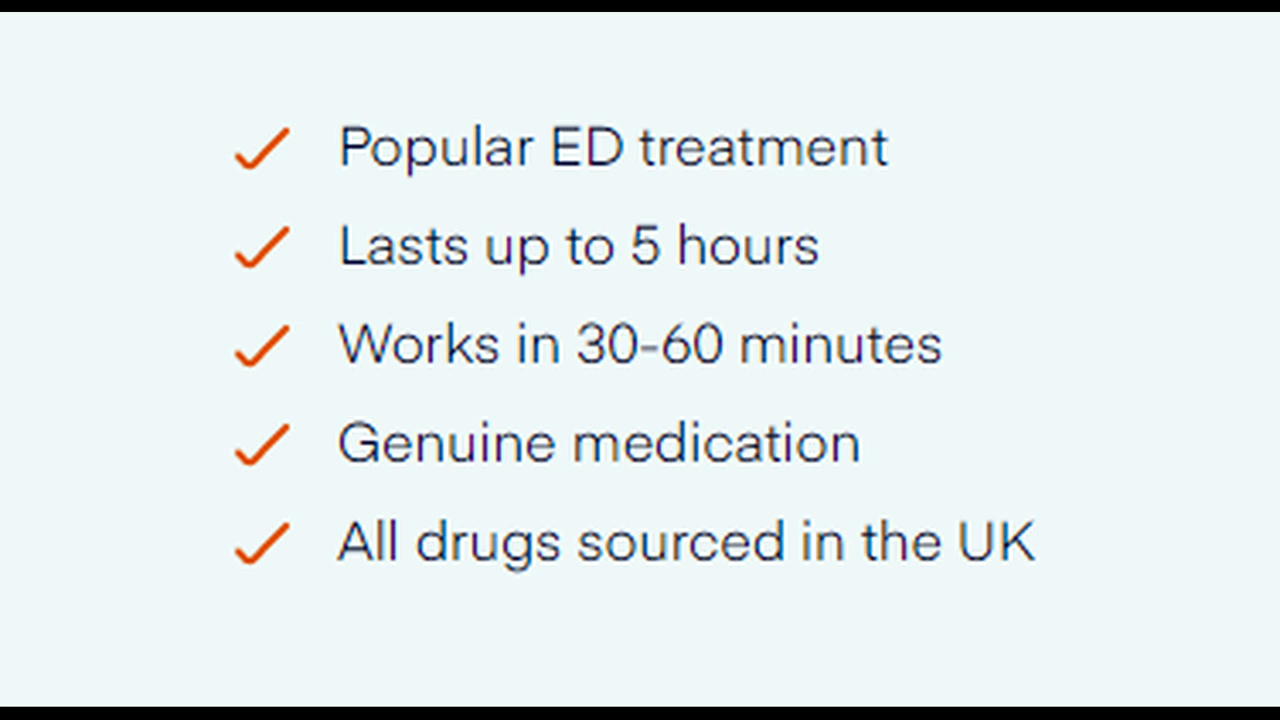 Popular ED treatment
Lasts up to 5 hours
Works in 30-60 minutes
Genuine medication
All drugs sourced in the UK